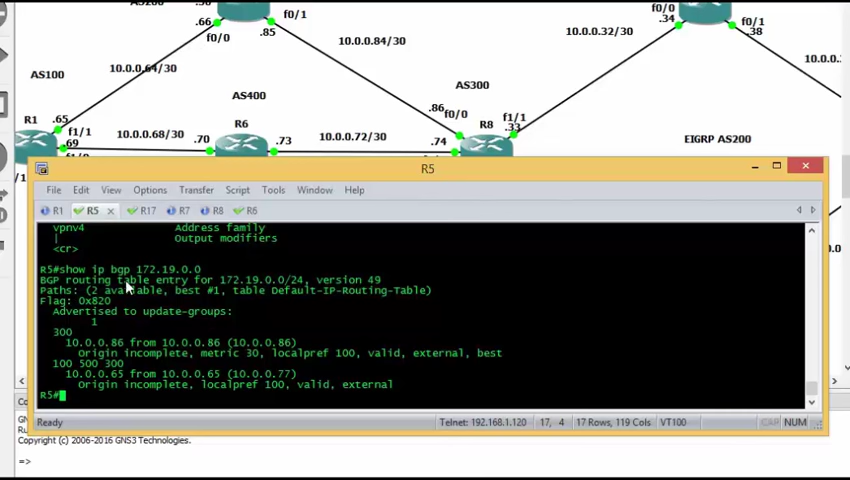 .66
f0/0
f0/1
.85
10.0.0.84/30
10.0.0.64/30
AS100
AS400
AS300
R1
.65
f1/1
.69
10.0.0.68/30
.70
R6
.73
10.0.0.72/30
.74
.86
f0/0
R8
f1/1
.33
10.0.0.32/30
f0/0
.34
f0/1
.38
EIGRP AS200
R5
File Edit View Options Transfer Script Tools Window Help
R1 R5 R17 R7 R8 R6
vpnv4 Address family
| Output modifiers
<cr>
R5#show ip bgp 172.19.0.0
BGP routing table entry for 172.19.0.0/24, version 49
Paths: (2 available, best #1, table Default-IP-Routing-Table)
Flag: 0x820
Advertised to update-groups:
1
300
10.0.0.86 from 10.0.0.86 (10.0.0.86)
Origin incomplete, metric 30, localpref 100, valid, external, best
100 500 300
10.0.0.65 from 10.0.0.65 (10.0.0.77)
Origin incomplete, localpref 100, valid, external
R5#
Ready Telnet: 192.168.1.120 17, 4 17 Rows, 119 Cols VT100 CAP NUM
Copyright (c) 2006-2016 GNS3 Technologies.
=>